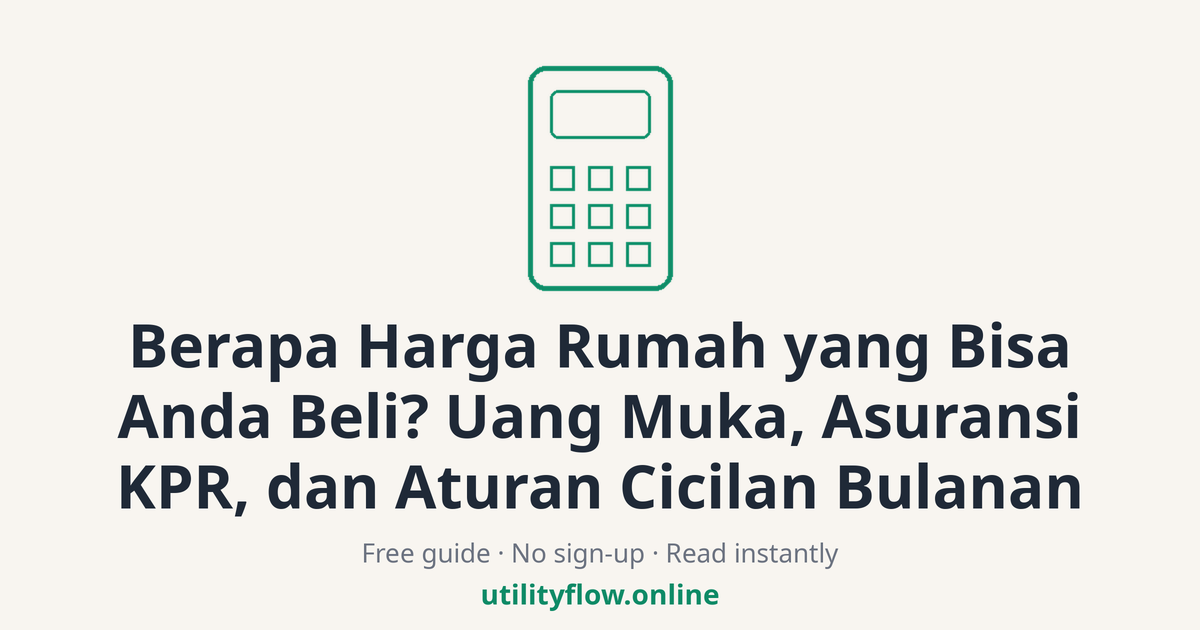 Berapa Harga Rumah yang Bisa
Anda Beli? Uang Muka, Asuransi
KPR, dan Aturan Cicilan Bulanan
Free guide · No sign-up · Read instantly
utilityflow.online